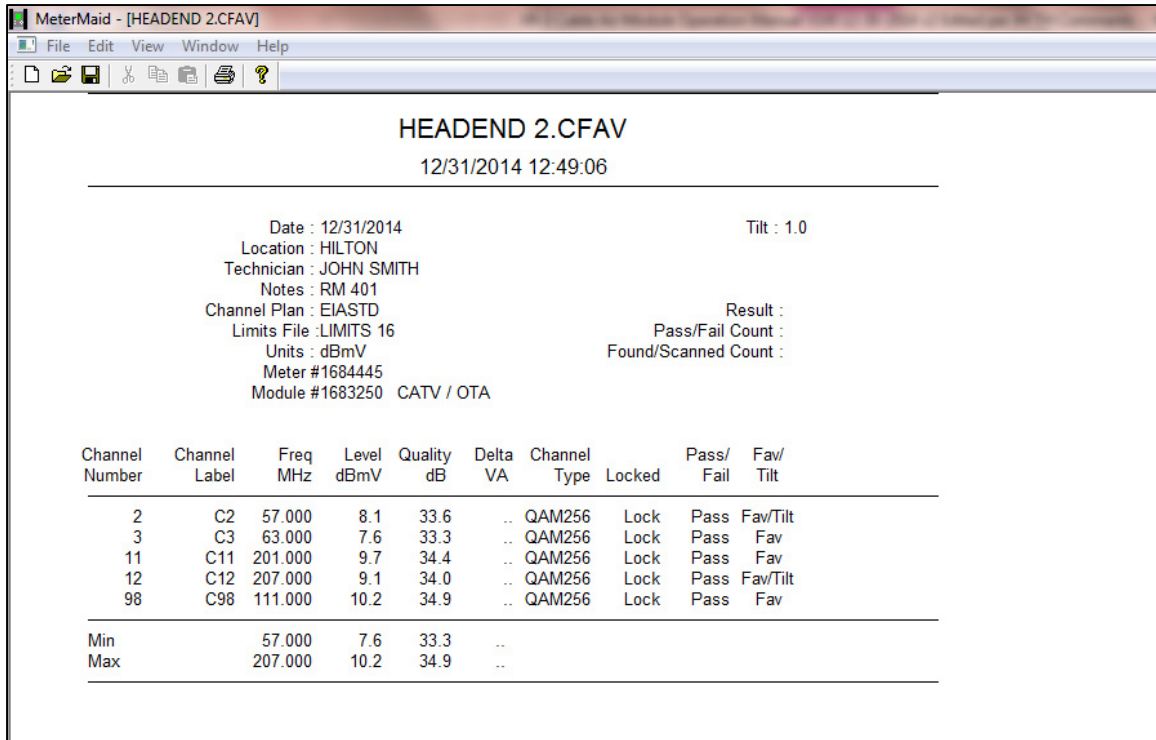 MeterMaid - [HEADEND 2.CFAV]
File Edit View Window Help
HEADEND 2.CFAV
12/31/2014 12:49:06
Date : 12/31/2014 Tilt : 1.0
Location : HILTON
Technician : JOHN SMITH
Notes : RM 401
Channel Plan : EIASTD Result :
Limits File :LIMITS 16 Pass/Fail Count :
Units : dBmV Found/Scanned Count :
Meter #1684445
Module #1683250 CATV / OTA
Channel Channel Freq Level Quality Delta Channel Pass/ Fav/
Number Label MHz dBmV dB VA Type Locked Fail Tilt
2 C2 57.000 8.1 33.6 .. QAM256 Lock Pass Fav/Tilt
3 C3 63.000 7.6 33.3 .. QAM256 Lock Pass Fav
11 C11 201.000 9.7 34.4 .. QAM256 Lock Pass Fav
12 C12 207.000 9.1 34.0 .. QAM256 Lock Pass Fav/Tilt
98 C98 111.000 10.2 34.9 .. QAM256 Lock Pass Fav
Min 57.000 7.6 33.3 ..
Max 207.000 10.2 34.9 ..